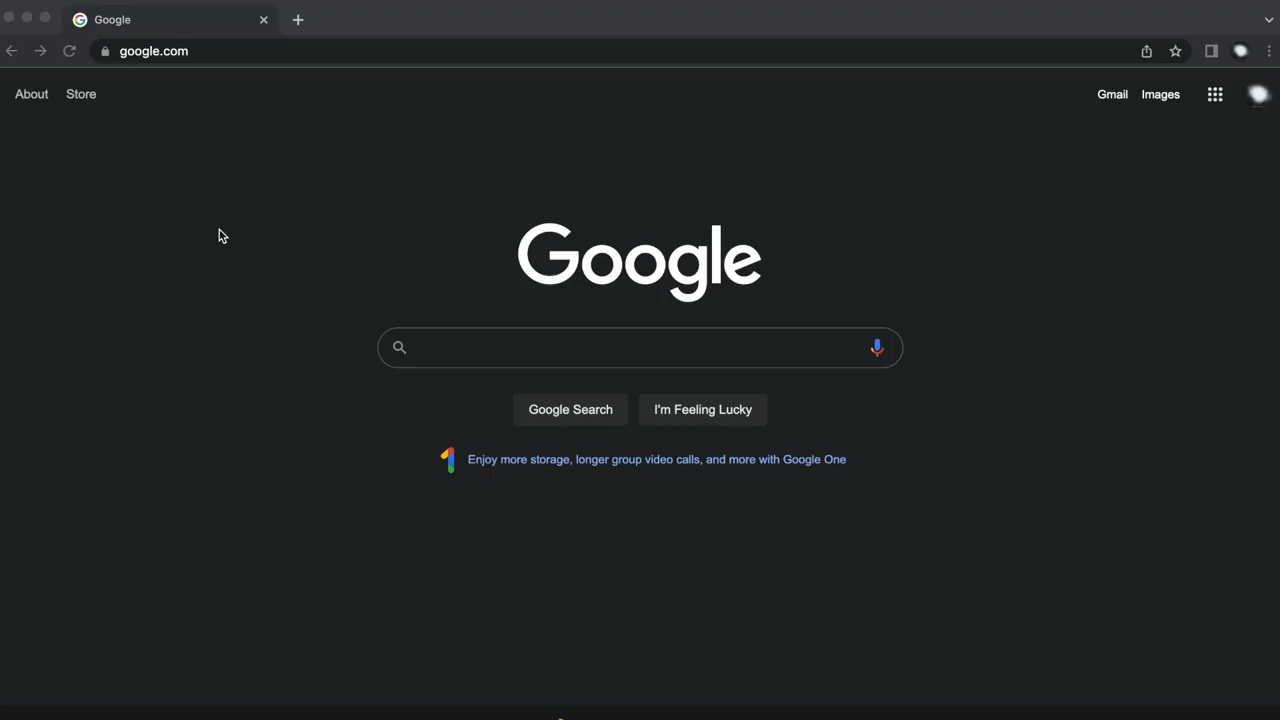 Google
google.com
About Store Gmail Images
Google
Google Search I'm Feeling Lucky
Enjoy more storage, longer group video calls, and more with Google One